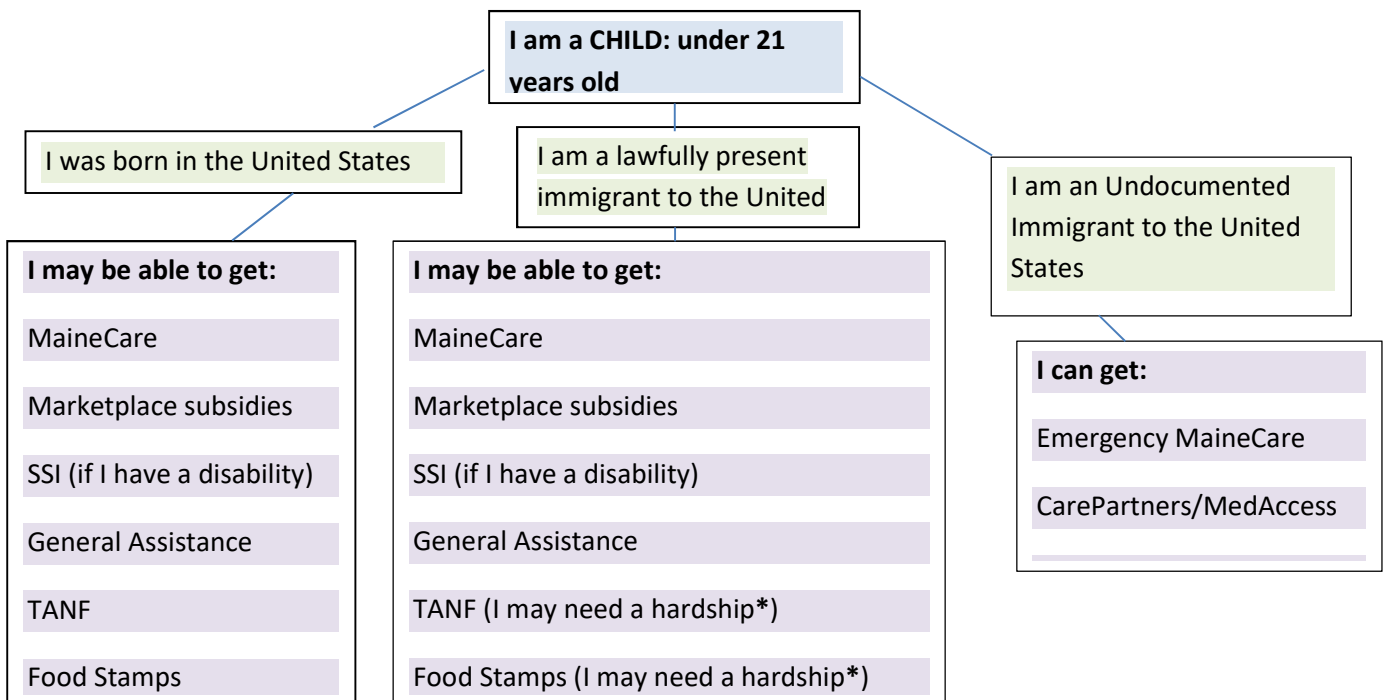 I am a CHILD: under 21
years old
I was born in the United States
I am a lawfully present
immigrant to the United
I am an Undocumented
Immigrant to the United
States
I may be able to get:
MaineCare
Marketplace subsidies
SSI (if I have a disability)
General Assistance
TANF
Food Stamps
I may be able to get:
MaineCare
Marketplace subsidies
SSI (if I have a disability)
General Assistance
TANF (I may need a hardship*)
Food Stamps (I may need a hardship*)
I can get:
Emergency MaineCare
CarePartners/MedAccess